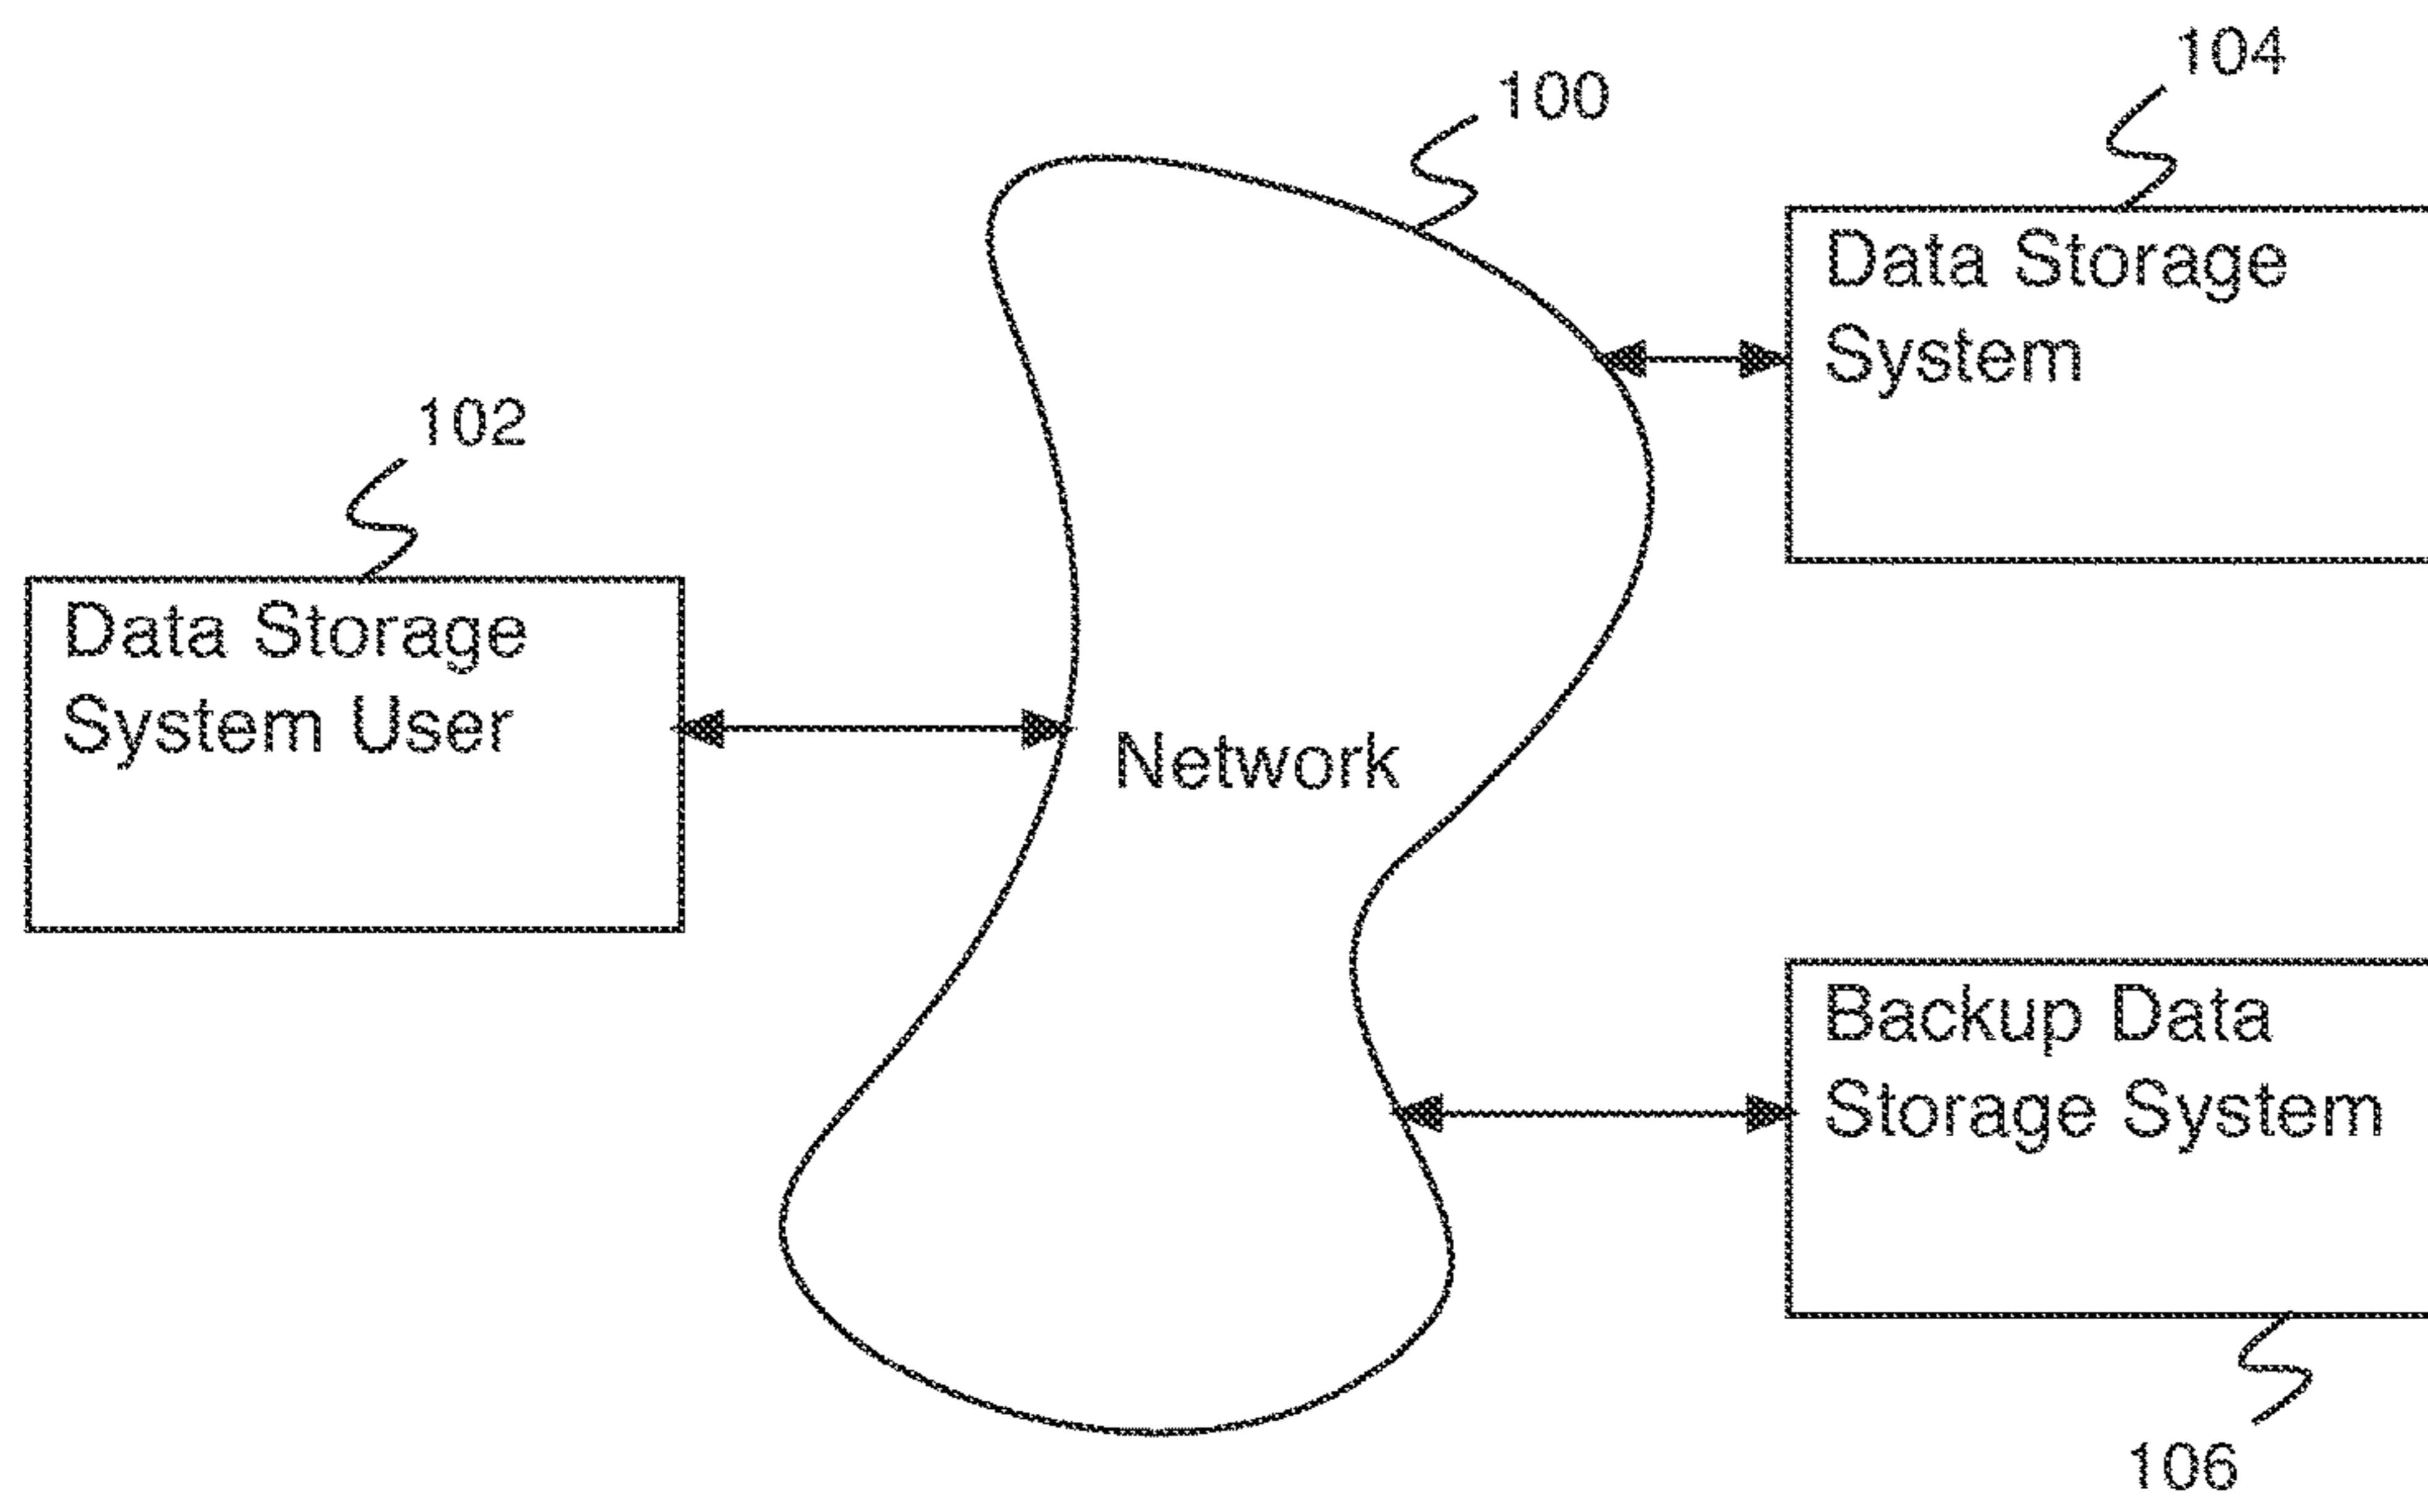 104
100
Data Storage
System
102
Data Storage
System User
Network
Backup Data
Storage System
106